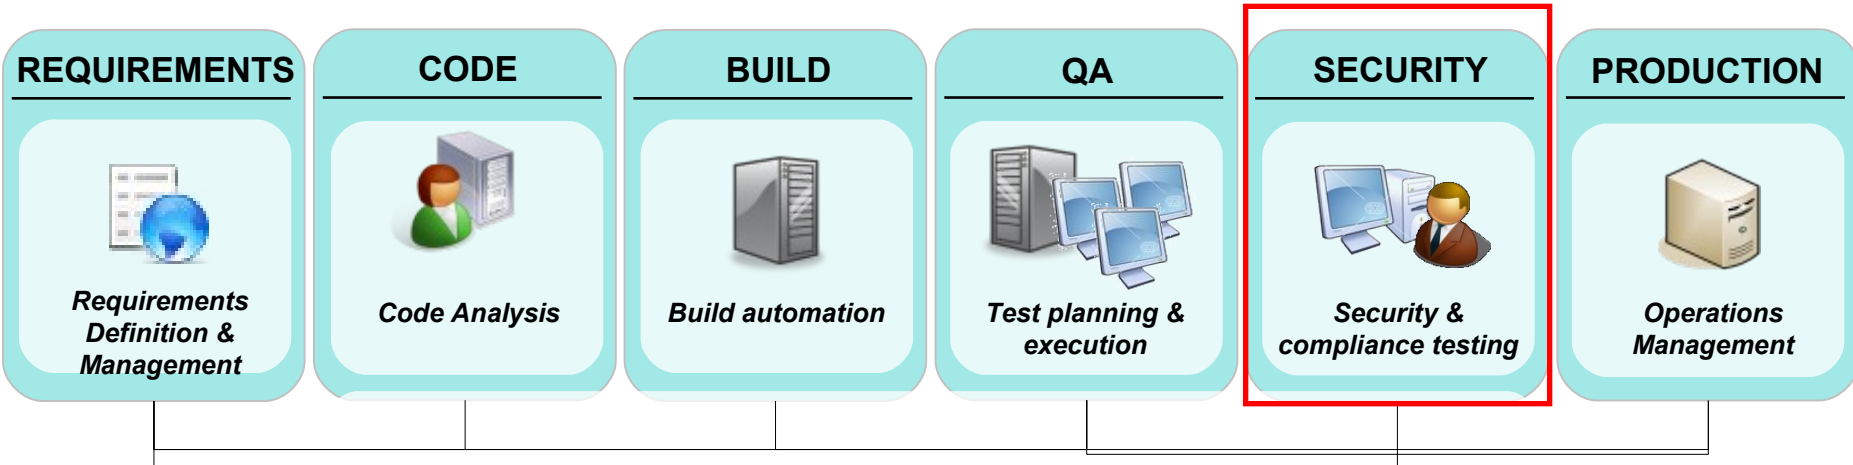 REQUIREMENTS
Requirements
Definition &
Management
CODE
Code Analysis
BUILD
Build automation
QA
Test planning &
execution
SECURITY
Security &
compliance testing
PRODUCTION
Operations
Management